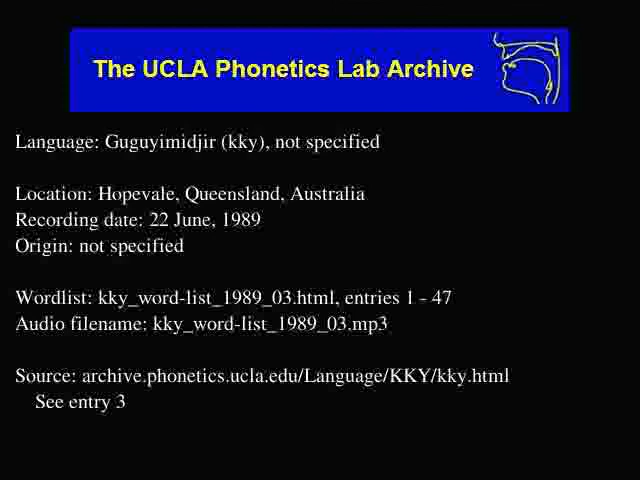 The UCLA Phonetics Lab Archive
Language: Guguyimidjir (kky), not specified
Location: Hopevale, Queensland, Australia
Recording date: 22 June, 1989
Origin: not specified
Wordlist: kky_word-list_1989_03.html, entries 1 - 47
Audio filename: kky_word-list_1989_03.mp3
Source: archive.phonetics.ucla.edu/Language/KKY/kky.html
See entry 3